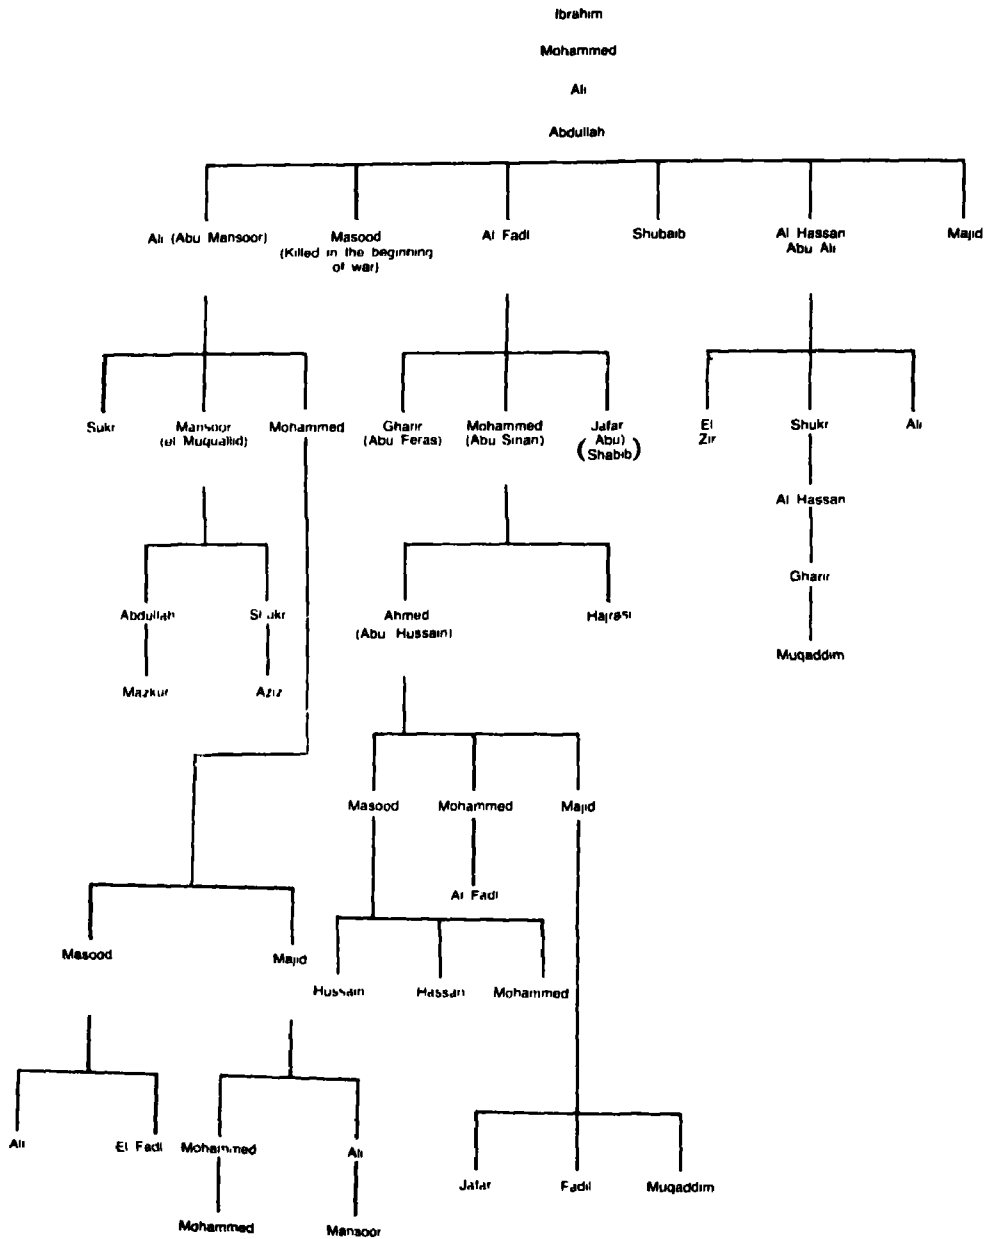 Ibrahim
Mohammed
Ali
Abdullah
Ali (Abu Mansoor)
Masood
(Killed in the beginning
of war)
Al Fadl
Shubaib
Al Hassan
Abu Ali
Majid
Sukr
Mansoor
(el Muquallid)
Mohammed
Gharir
(Abu Feras)
Mohammed
(Abu Sinan)
Jafar
(Abu)
Shabib)
El
Zir
Shukr
Ali
Al Hassan
Gharir
Muqaddim
Abdullah
Shukr
Ahmed
(Abu Hussain)
Hajrasi
Mazkur
Aziz
Masood
Mohammed
Majid
Al Fadl
Masood
Majid
Hussain
Hassan
Mohammed
Ali
El Fadl
Mohammed
Ali
Jafar
Fadil
Muqaddim
Mohammed
Mansoor